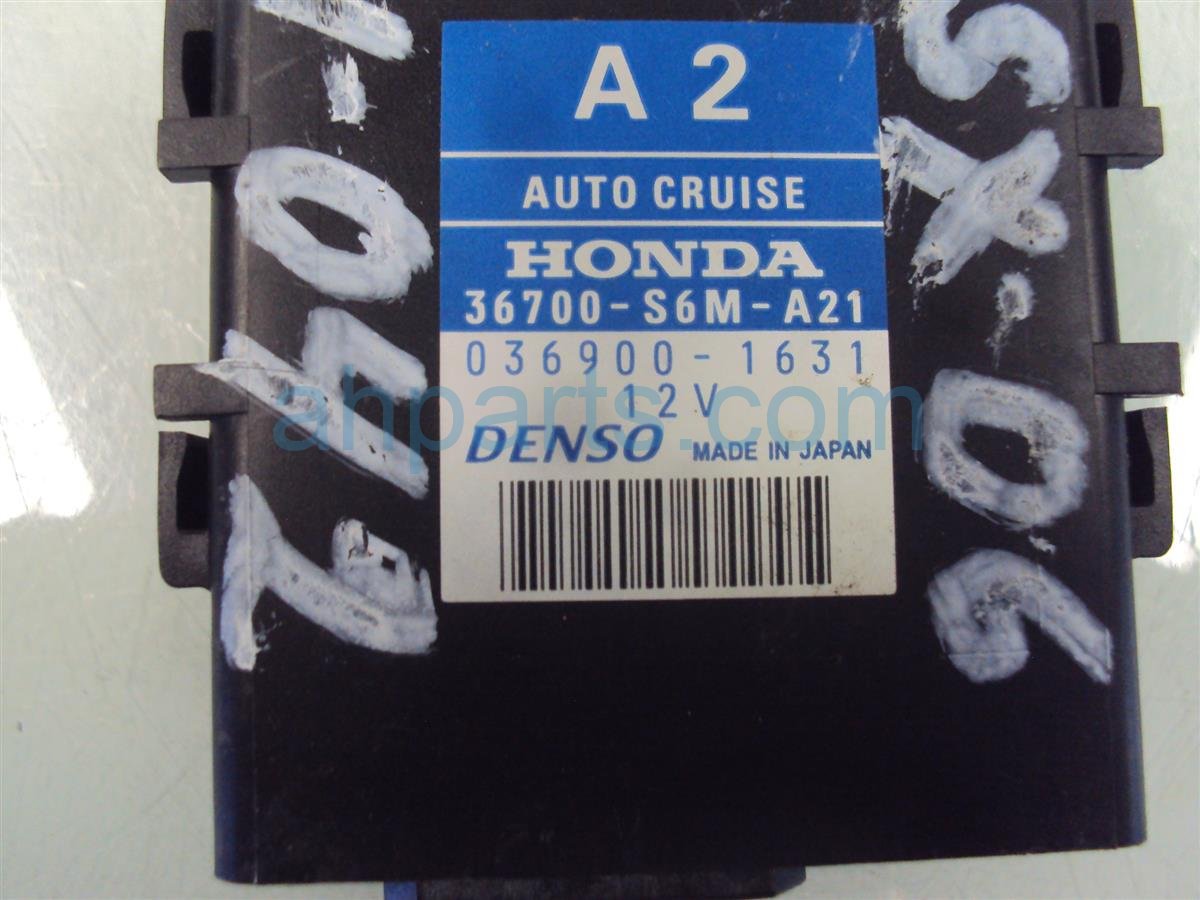 A 2
AUTO CRUISE
HONDA
36700-S6M-A21
036900-1631
12V
DENSO MADE IN JAPAN
ahparts.com